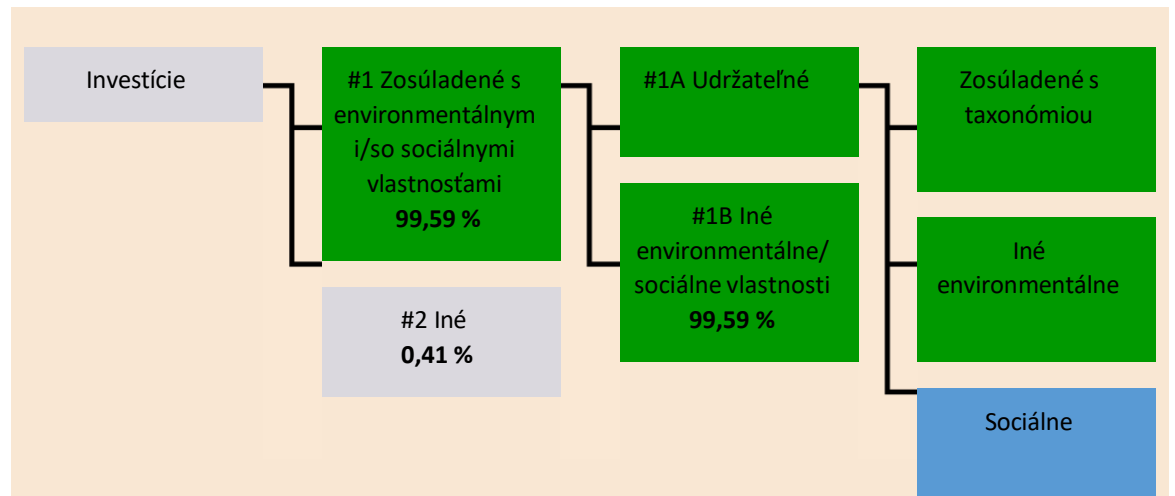 Investície
#1 Zosúladené s
environmentálnym
i/so sociálnymi
vlastnosťami
99,59 %
#2 Iné
0,41 %
#1A Udržateľné
#1B Iné
environmentálne/
sociálne vlastnosti
99,59 %
Zosúladené s
taxonómiou
Iné
environmentálne
Sociálne